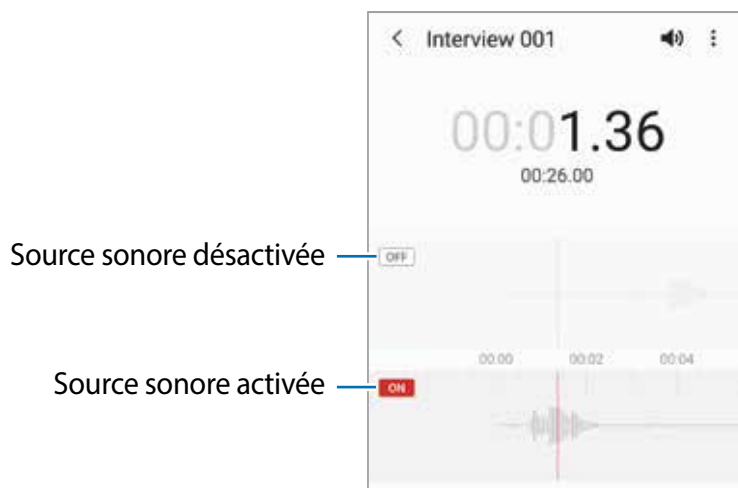 Interview 001
00:01.36
00:26.00
Source sonore désactivée
OFF
00:00 00:02 00:04
Source sonore activée
ON